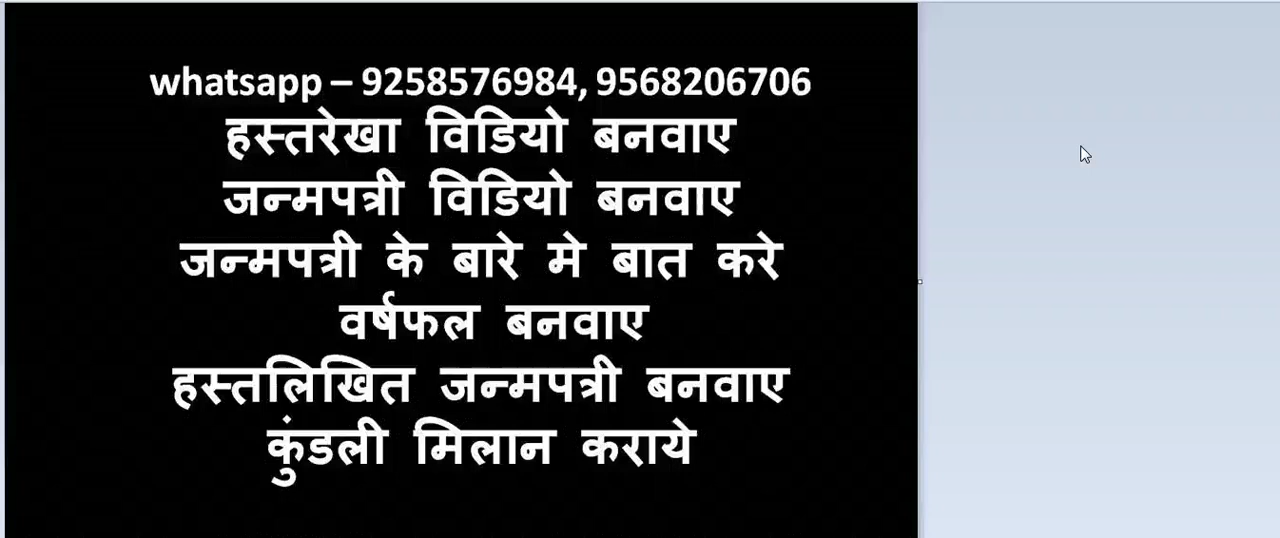 whatsapp – 9258576984, 9568206706
हस्तरेखा विडियो बनवाए
जन्मपत्री विडियो बनवाए
जन्मपत्री के बारे मे बात करे
वर्षफल बनवाए
हस्तलिखित जन्मपत्री बनवाए
कुंडली मिलान कराये